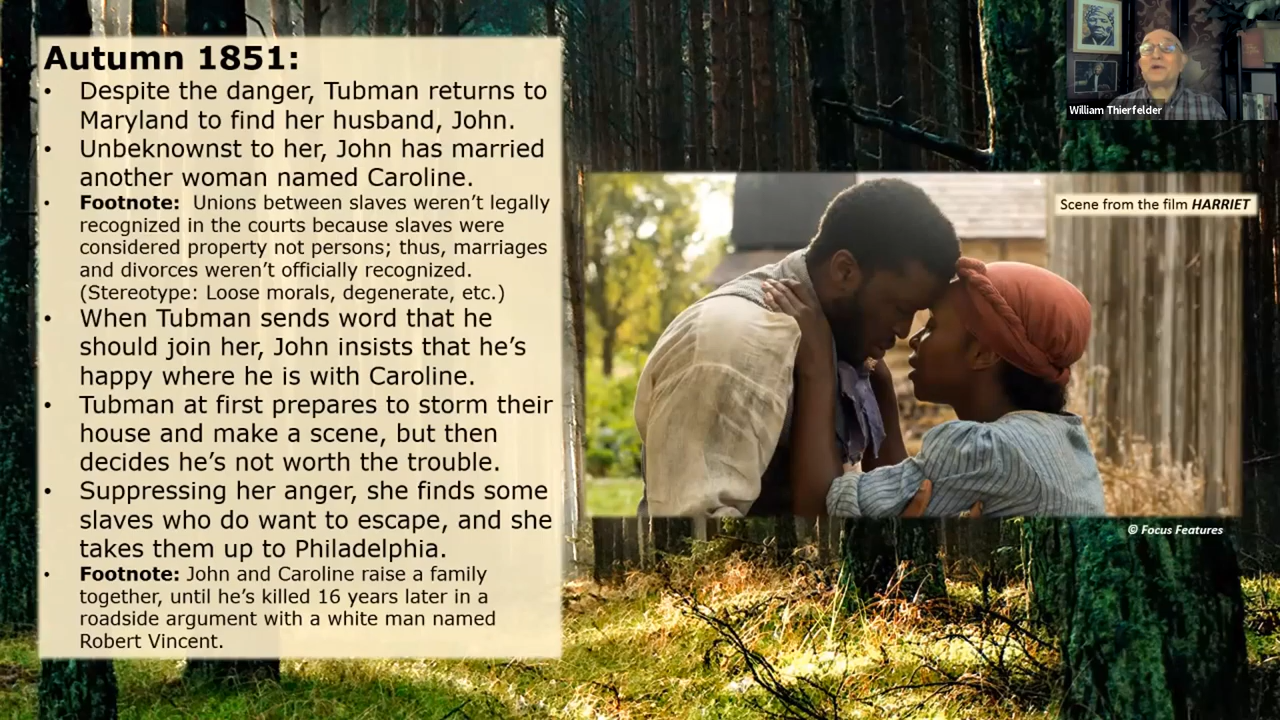 Autumn 1851:
• Despite the danger, Tubman returns to
Maryland to find her husband, John.
• Unbeknownst to her, John has married
another woman named Caroline.
• Footnote: Unions between slaves weren’t legally
recognized in the courts because slaves were
considered property not persons; thus, marriages
and divorces weren’t officially recognized.
(Stereotype: Loose morals, degenerate, etc.)
• When Tubman sends word that he
should join her, John insists that he’s
happy where he is with Caroline.
• Tubman at first prepares to storm their
house and make a scene, but then
decides he’s not worth the trouble.
• Suppressing her anger, she finds some
slaves who do want to escape, and she
takes them up to Philadelphia.
• Footnote: John and Caroline raise a family
together, until he’s killed 16 years later in a
roadside argument with a white man named
Robert Vincent.
William Thierfelder
Scene from the film HARRIET
© Focus Features